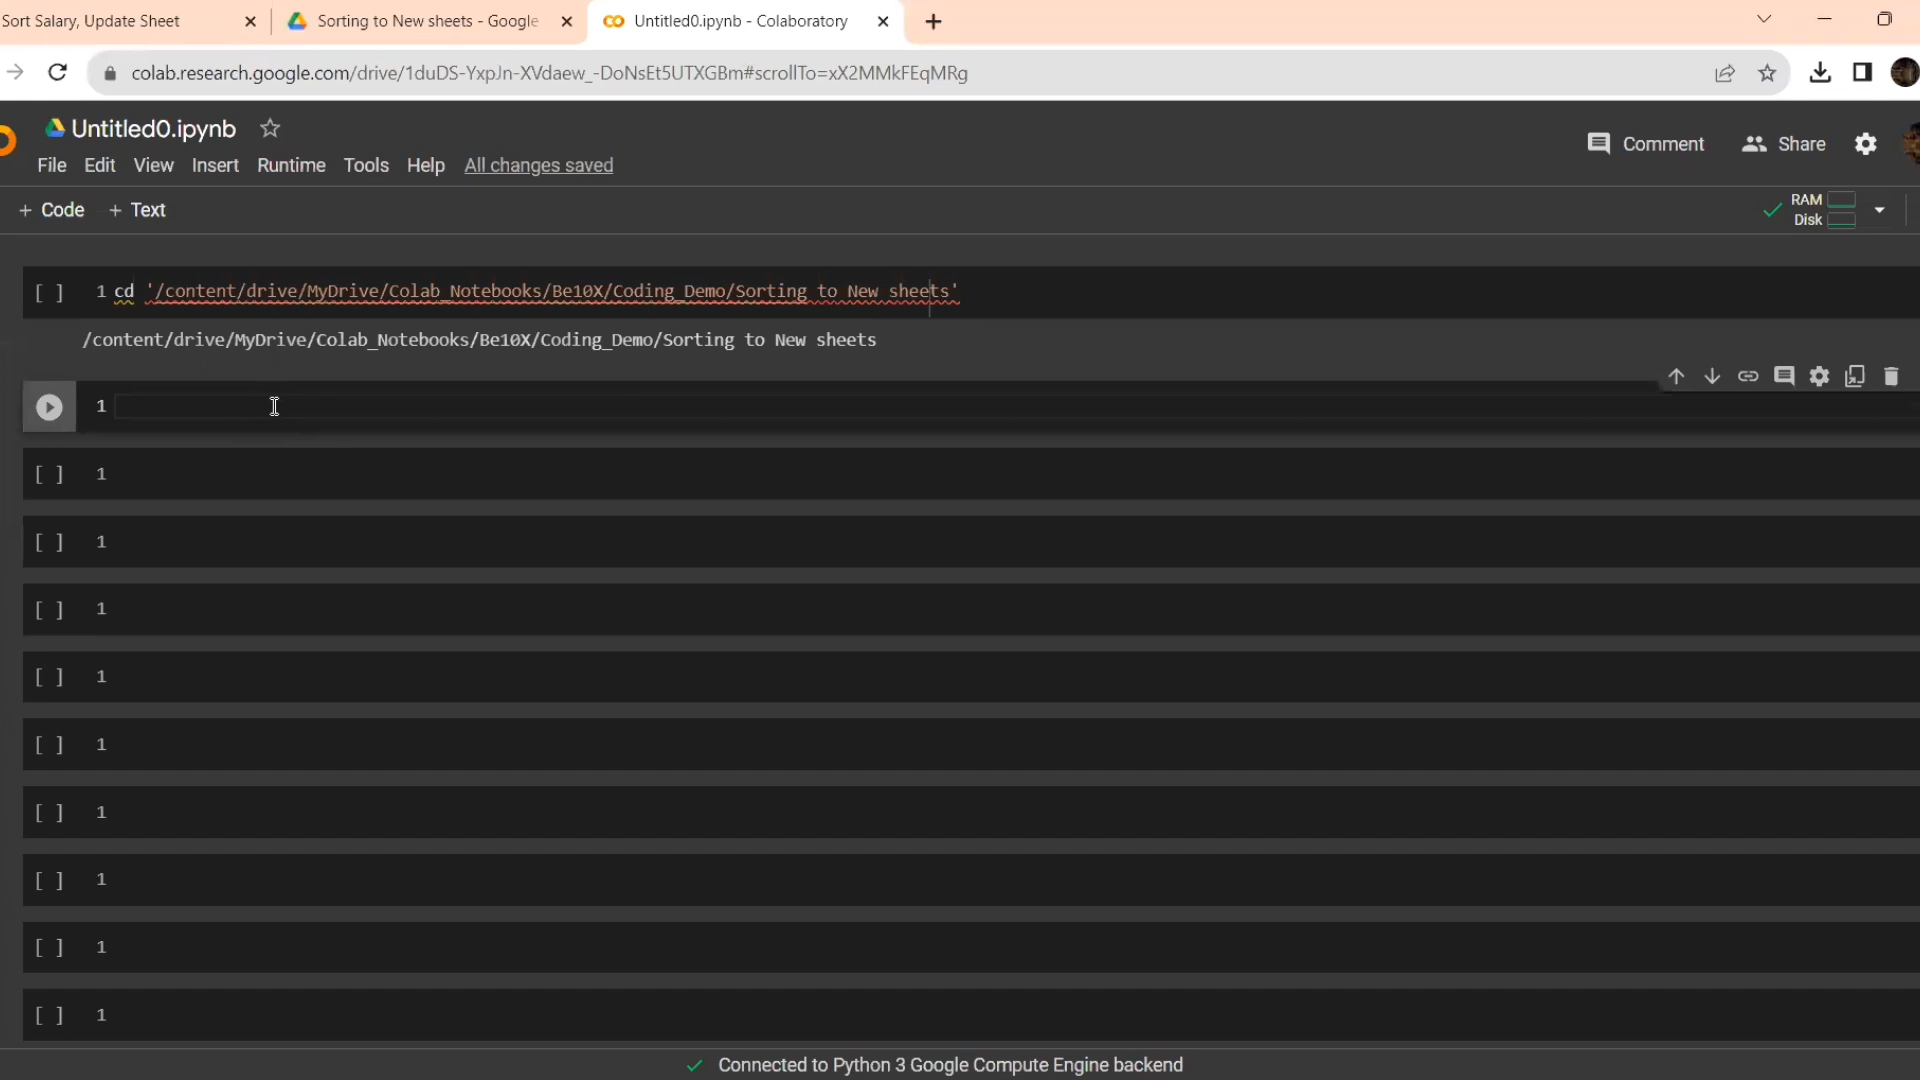 Sort Salary, Update Sheet
Sorting to New sheets - Google
Untitled0.ipynb - Colaboratory
colab.research.google.com/drive/1duDS-YxpJn-XVdaew_-DoNsEt5UTXGBm#scrollTo=xX2MMkFEqMRg
Untitled0.ipynb
Comment
Share
File Edit View Insert Runtime Tools Help All changes saved
+ Code + Text
RAM
Disk
[ ] 1 cd '/content/drive/MyDrive/Colab_Notebooks/Be10X/Coding_Demo/Sorting to New sheets'
/content/drive/MyDrive/Colab_Notebooks/Be10X/Coding_Demo/Sorting to New sheets
1
[ ] 1
[ ] 1
[ ] 1
[ ] 1
[ ] 1
[ ] 1
[ ] 1
[ ] 1
[ ] 1
Connected to Python 3 Google Compute Engine backend